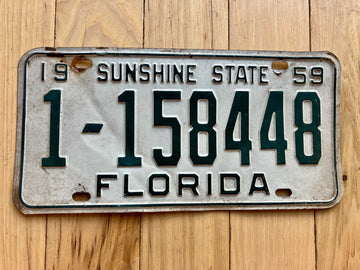 19 SUNSHINE STATE 59
1-158448
FLORIDA